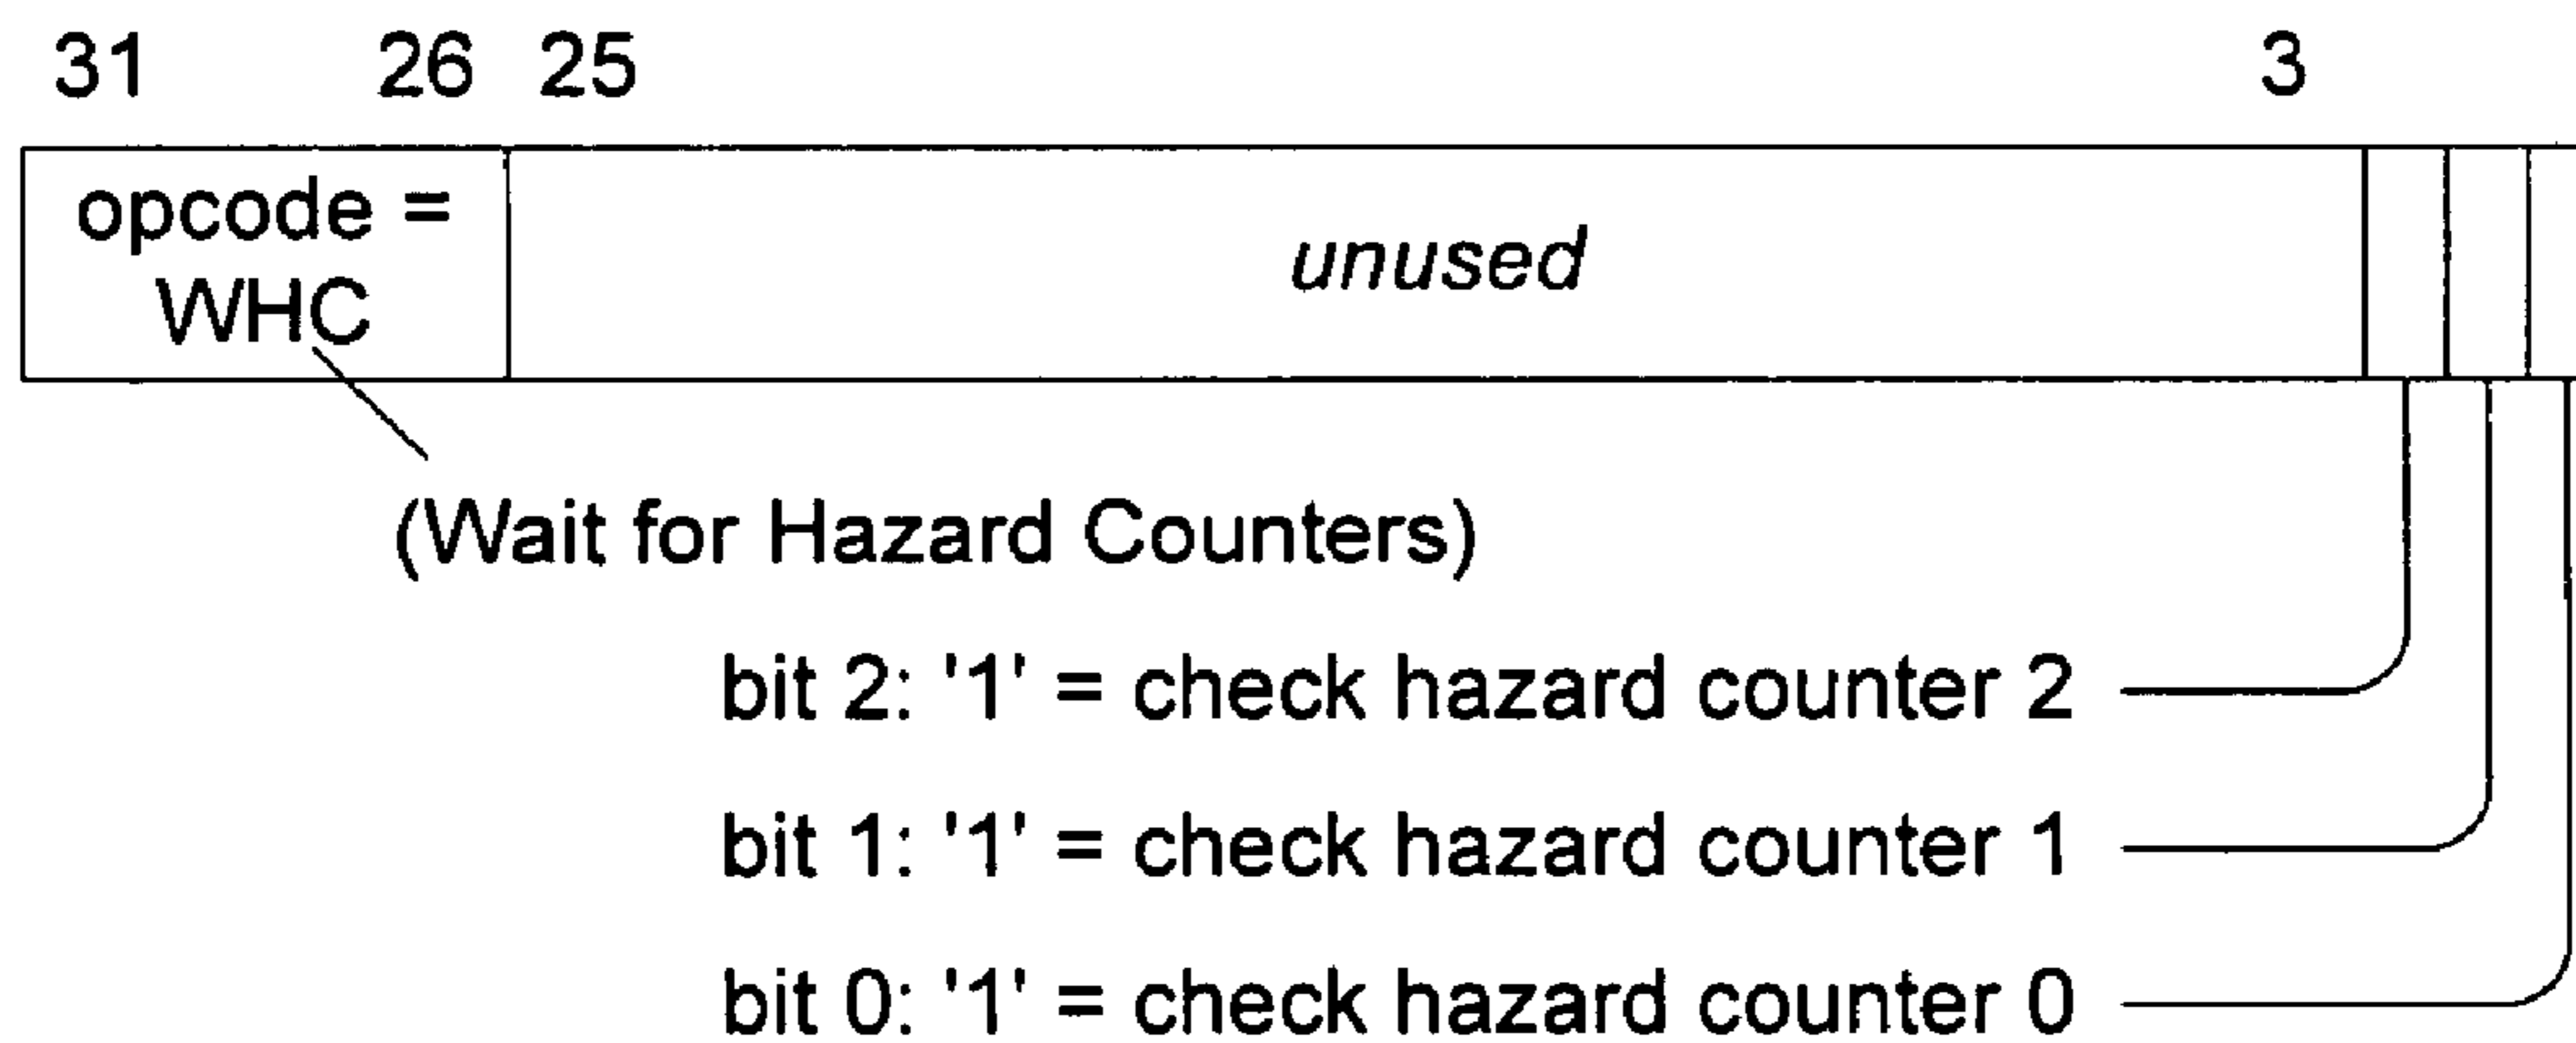 31 26 25 3
opcode =
WHC
unused
(Wait for Hazard Counters)
bit 2: '1' = check hazard counter 2
bit 1: '1' = check hazard counter 1
bit 0: '1' = check hazard counter 0